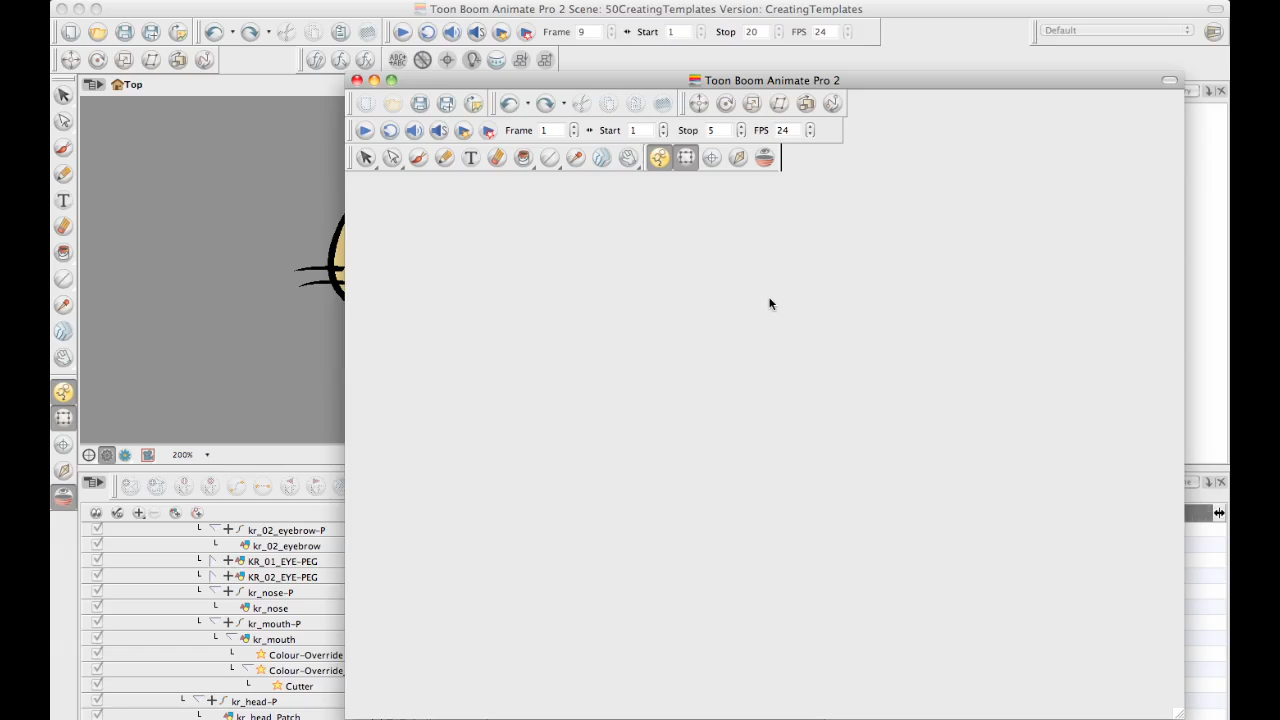 Toon Boom Animate Pro 2 Scene: 50CreatingTemplates Version: CreatingTemplates
Frame 9 Start 1 Stop 20 FPS 24
Default
Top
Toon Boom Animate Pro 2
Frame 1 Start 1 Stop 5 FPS 24
T
T
200%
kr_02_eyebrow-P
kr_02_eyebrow
KR_01_EYE-PEG
KR_02_EYE-PEG
kr_nose-P
kr_nose
kr_mouth-P
kr_mouth
Colour-Override
Colour-Override
Cutter
kr_head-P
kr_head_Patch